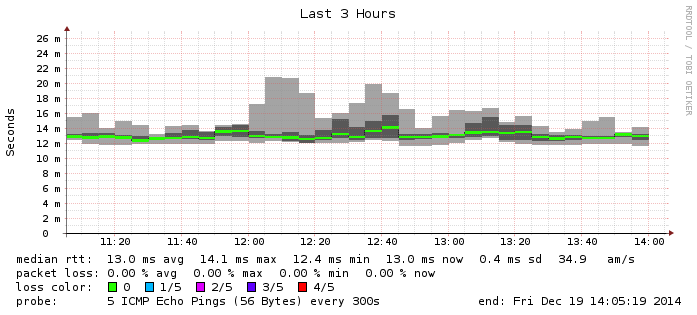 Last 3 Hours
RRDTOOL / TOBI OETIKER
Seconds
26 m
24 m
22 m
20 m
18 m
16 m
14 m
12 m
10 m
8 m
6 m
4 m
2 m
0
11:20 11:40 12:00 12:20 12:40 13:00 13:20 13:40 14:00
median rtt: 13.0 ms avg 14.1 ms max 12.4 ms min 13.0 ms now 0.4 ms sd 34.9 am/s
packet loss: 0.00 % avg 0.00 % max 0.00 % min 0.00 % now
loss color: 0 1/5 2/5 3/5 4/5
probe: 5 ICMP Echo Pings (56 Bytes) every 300s end: Fri Dec 19 14:05:19 2014